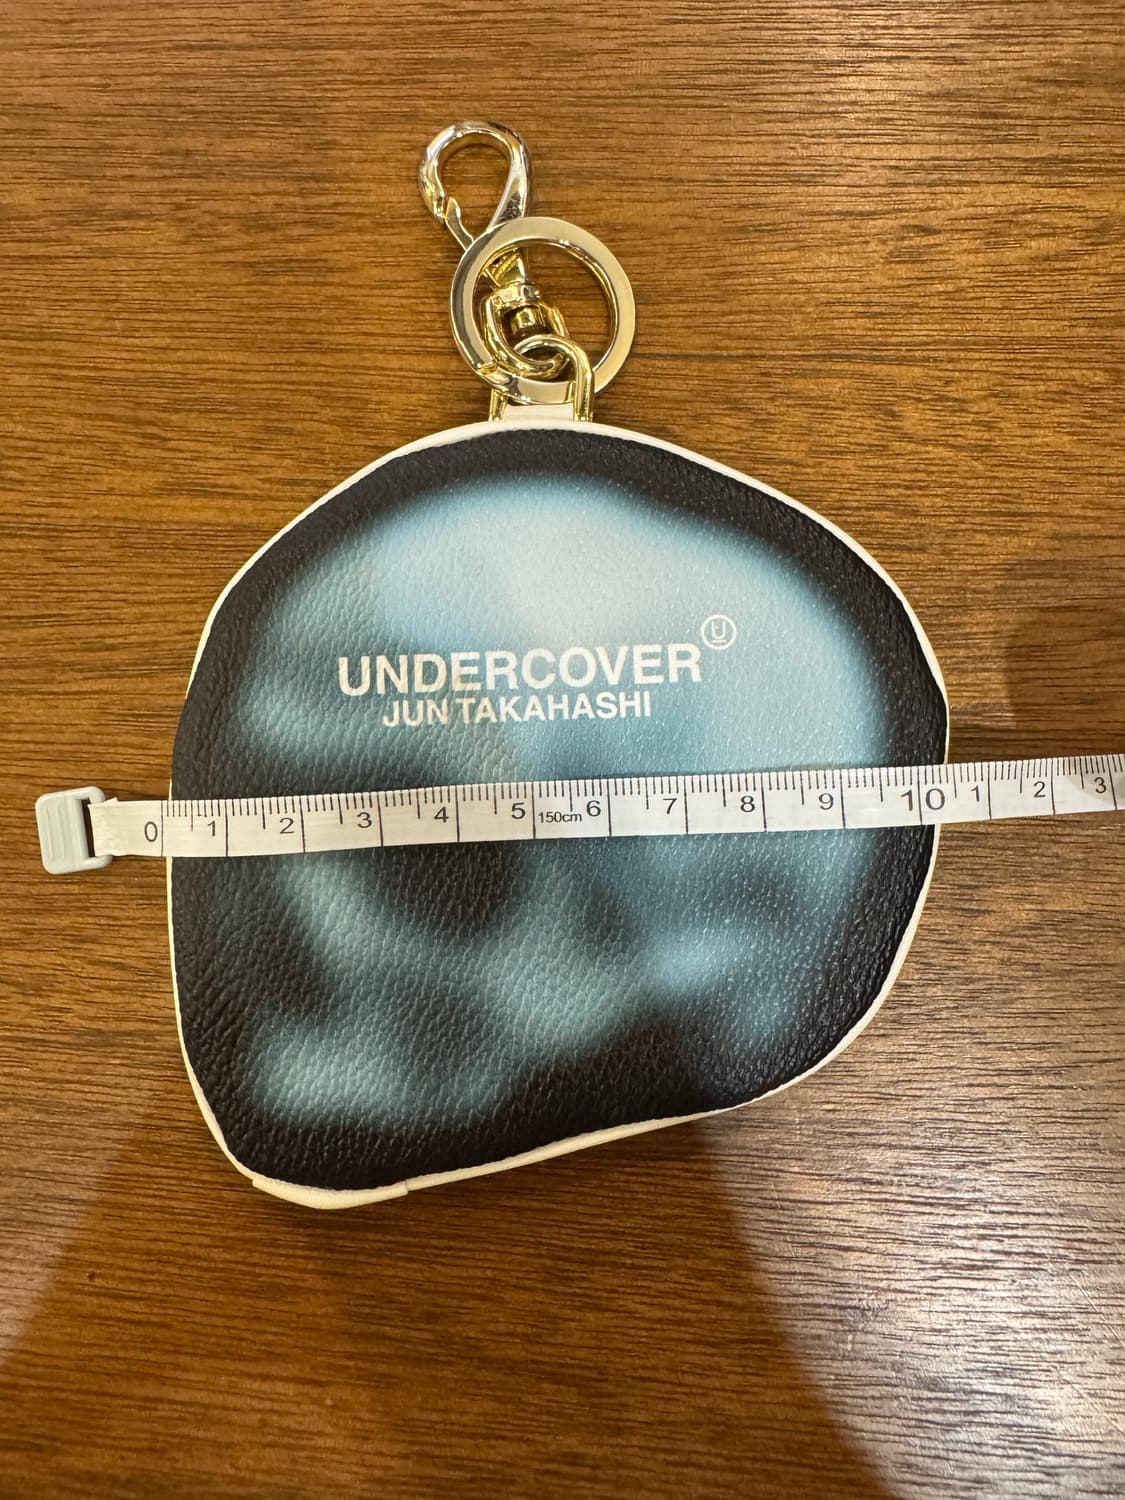 UNDERCOVER U
JUN TAKAHASHI
0 1 2 3 4 5 150cm 6 7 8 9 10 1 2 3